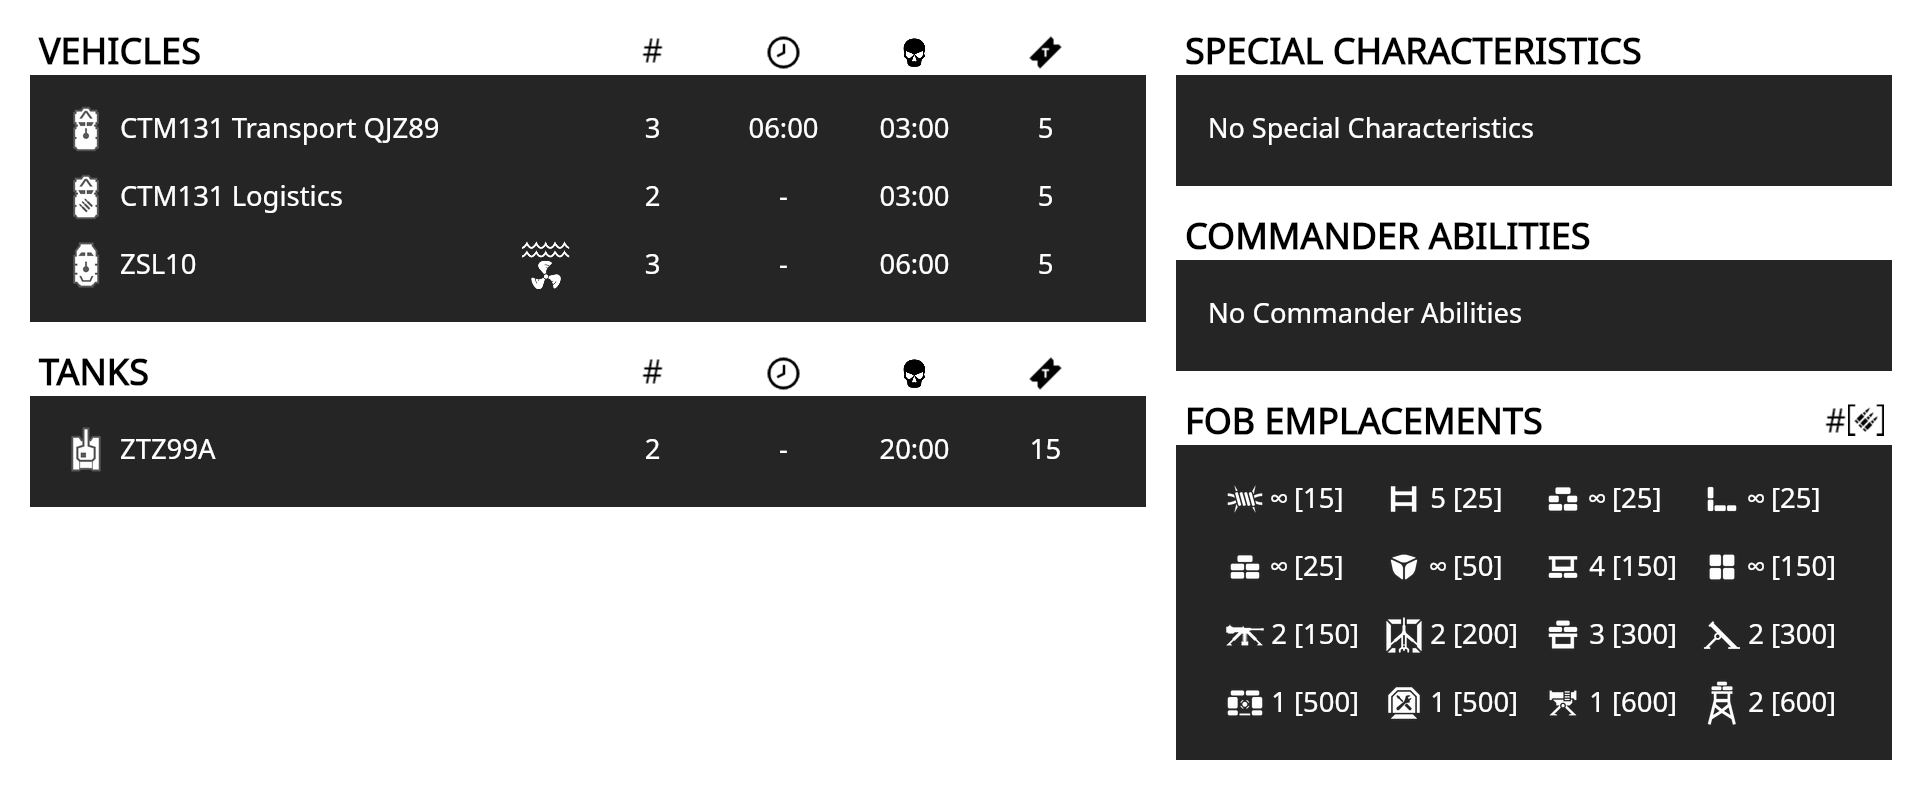 VEHICLES #
CTM131 Transport QJZ89 3 06:00 03:00 5
CTM131 Logistics 2 - 03:00 5
ZSL10 3 - 06:00 5
TANKS #
ZTZ99A 2 - 20:00 15
SPECIAL CHARACTERISTICS
No Special Characteristics
COMMANDER ABILITIES
No Commander Abilities
FOB EMPLACEMENTS #[ ]
∞ [15] 5 [25] ∞ [25] ∞ [25]
∞ [25] ∞ [50] 4 [150] ∞ [150]
2 [150] 2 [200] 3 [300] 2 [300]
1 [500] 1 [500] 1 [600] 2 [600]